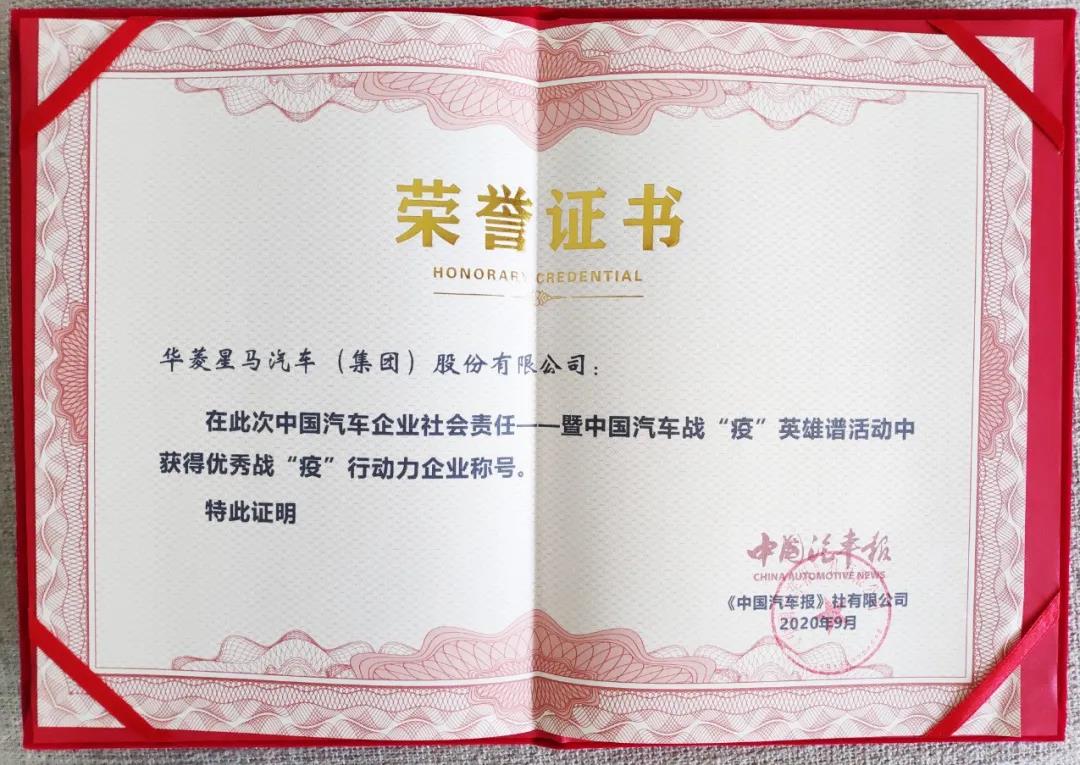 荣誉证书
HONORARY CREDENTIAL
华菱星马汽车（集团）股份有限公司：
在此次中国汽车企业社会责任——暨中国汽车战“疫”英雄谱活动中
获得优秀战“疫”行动力企业称号。
特此证明
中国汽车报
CHINA AUTOMOTIVE NEWS
《中国汽车报》社有限公司
2020年9月